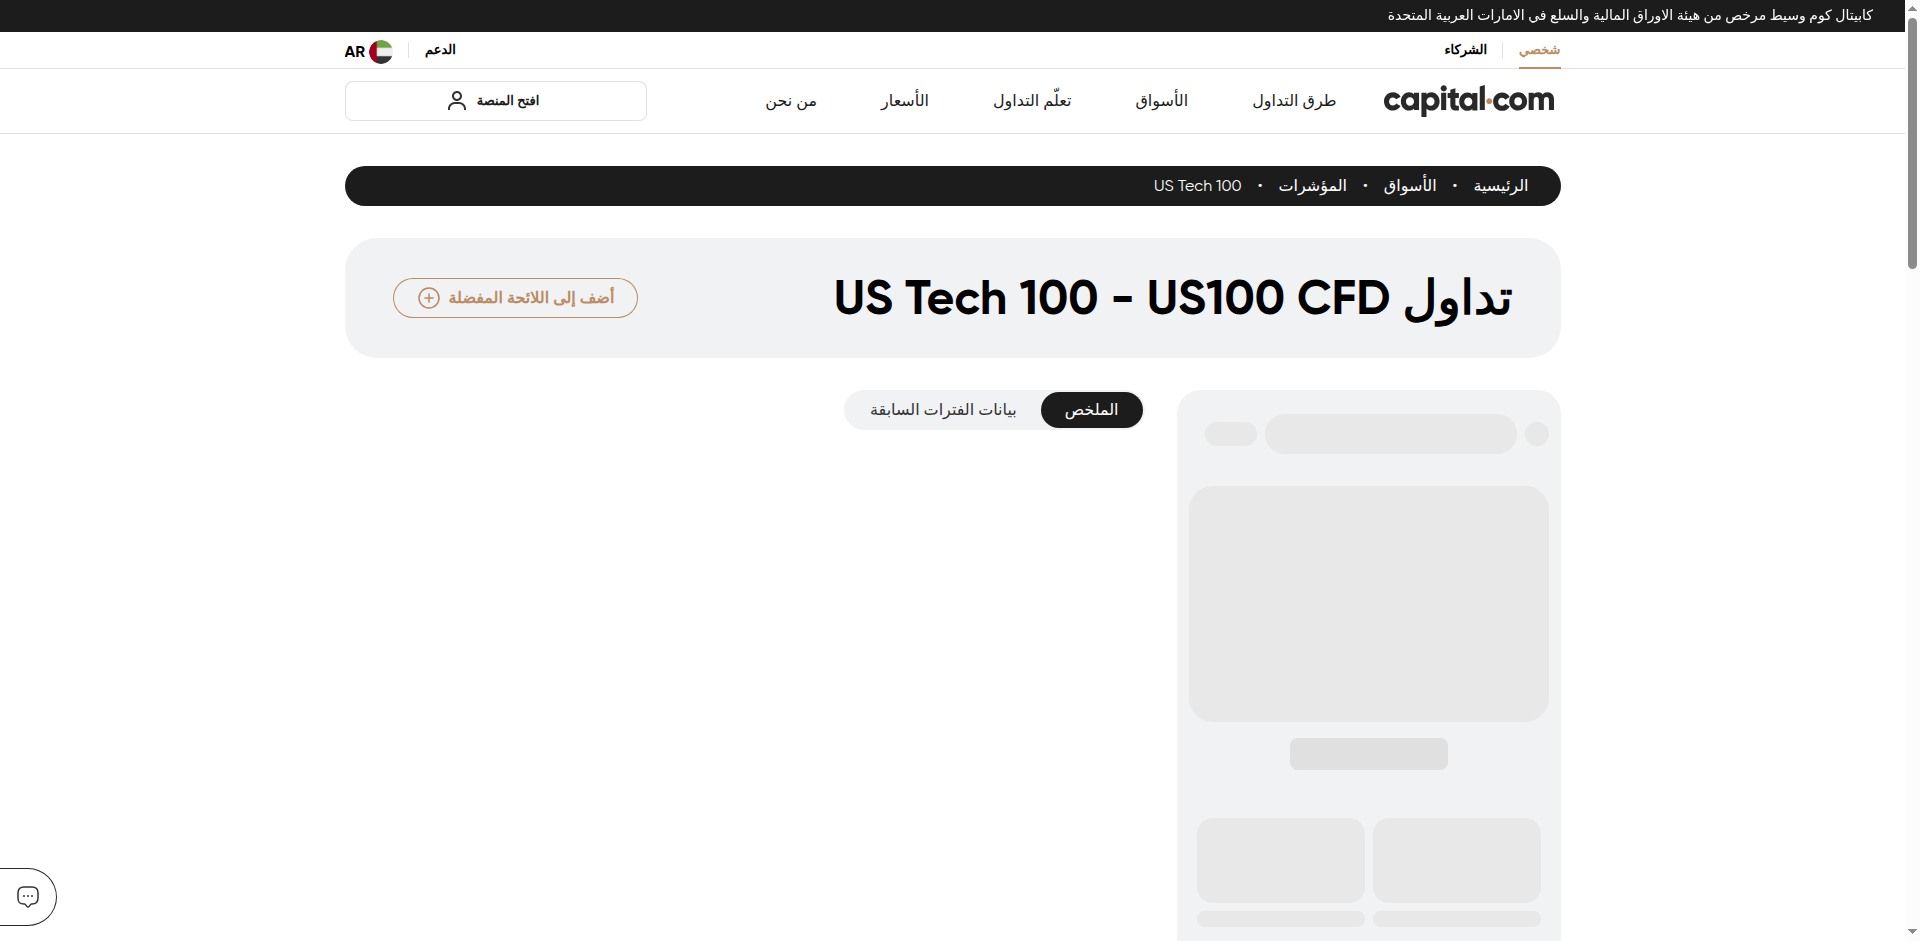 كابيتال كوم وسيط مرخص من هيئة الاوراق المالية والسلع في الامارات العربية المتحدة
شخصي
الشركاء
الدعم
AR
capital.com
طرق التداول
الأسواق
تعلّم التداول
الأسعار
من نحن
افتح المنصة
الرئيسية • الأسواق • المؤشرات • US Tech 100
تداول US Tech 100 - US100 CFD
أضف إلى اللائحة المفضلة
الملخص
بيانات الفترات السابقة